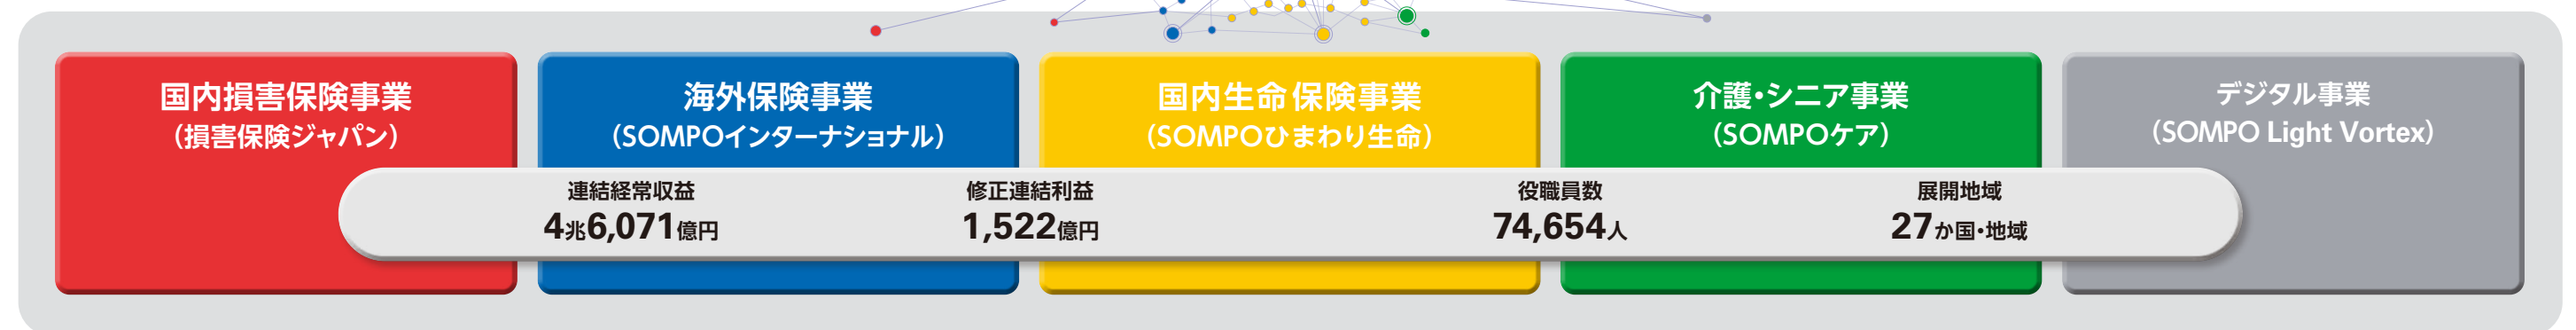 国内損害保険事業
（損害保険ジャパン）
海外保険事業
（SOMPOインターナショナル）
国内生命保険事業
（SOMPOひまわり生命）
介護・シニア事業
（SOMPOケア）
デジタル事業
（SOMPO Light Vortex）
連結経常収益
4兆6,071億円
修正連結利益
1,522億円
役職員数
74,654人
展開地域
27か国・地域